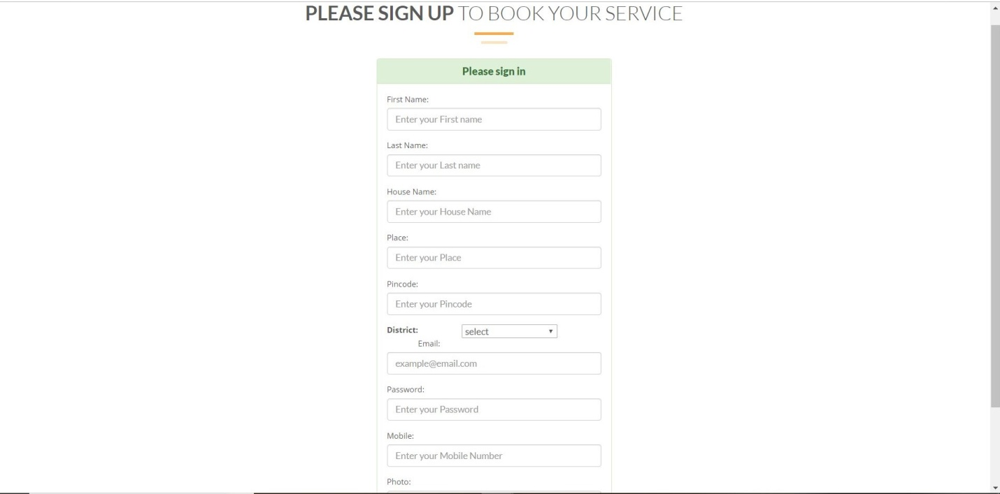 PLEASE SIGN UP TO BOOK YOUR SERVICE
Please sign in
First Name:
Enter your First name
Last Name:
Enter your Last name
House Name:
Enter your House Name
Place:
Enter your Place
Pincode:
Enter your Pincode
District: select
Email:
example@email.com
Password:
Enter your Password
Mobile:
Enter your Mobile Number
Photo: